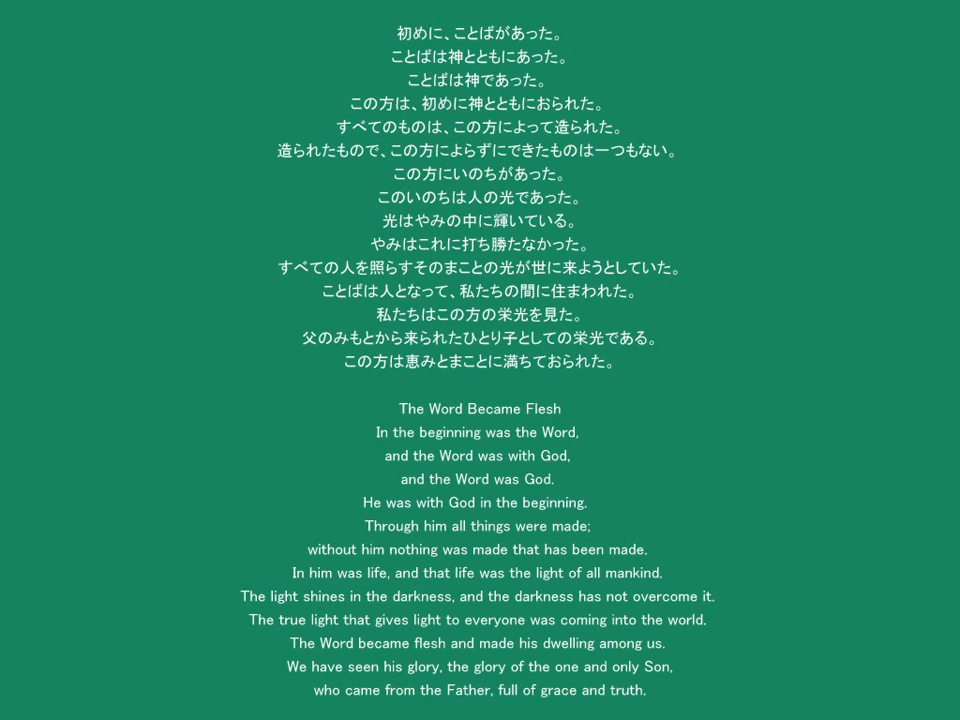 初めに、ことばがあった。
ことばは神とともにあった。
ことばは神であった。
この方は、初めに神とともにおられた。
すべてのものは、この方によって造られた。
造られたもので、この方によらずにできたものは一つもない。
この方にいのちがあった。
このいのちは人の光であった。
光はやみの中に輝いている。
やみはこれに打ち勝たなかった。
すべての人を照らすそのまことの光が世に来ようとしていた。
ことばは人となって、私たちの間に住まわれた。
私たちはこの方の栄光を見た。
父のみもとから来られたひとり子としての栄光である。
この方は恵みとまことに満ちておられた。
The Word Became Flesh
In the beginning was the Word,
and the Word was with God,
and the Word was God.
He was with God in the beginning.
Through him all things were made;
without him nothing was made that has been made.
In him was life, and that life was the light of all mankind.
The light shines in the darkness, and the darkness has not overcome it.
The true light that gives light to everyone was coming into the world.
The Word became flesh and made his dwelling among us.
We have seen his glory, the glory of the one and only Son,
who came from the Father, full of grace and truth.